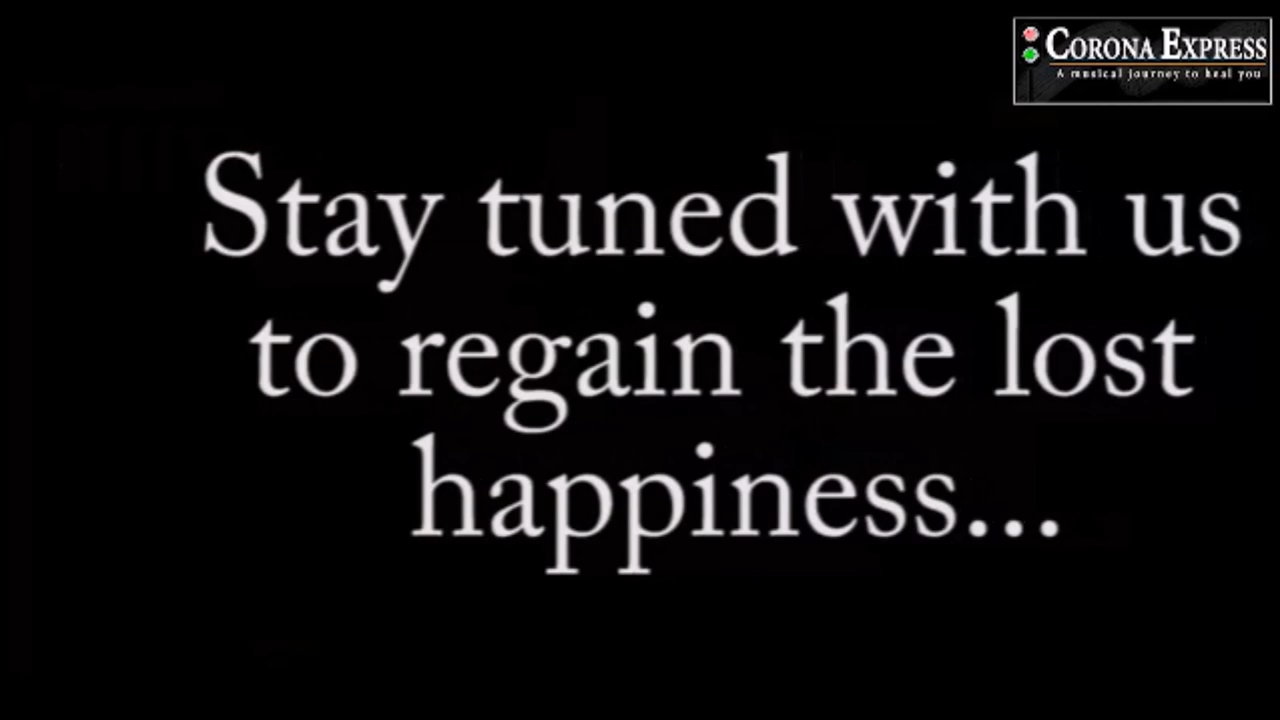 CORONA EXPRESS
A musical journey to heal you
Stay tuned with us
to regain the lost
happiness...